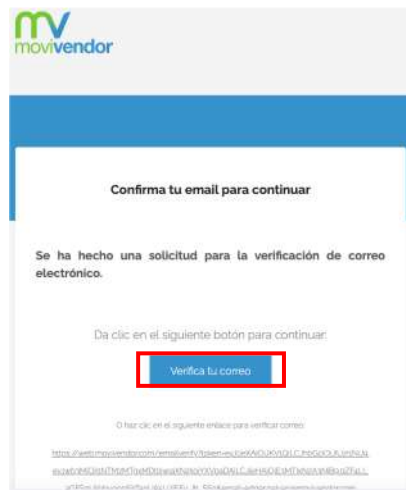 mv
movivendor
Confirma tu email para continuar
Se ha hecho una solicitud para la verificación de correo
electrónico.
Da clic en el siguiente botón para continuar:
Verifica tu correo
O haz clic en el siguiente enlace para verificar correo: